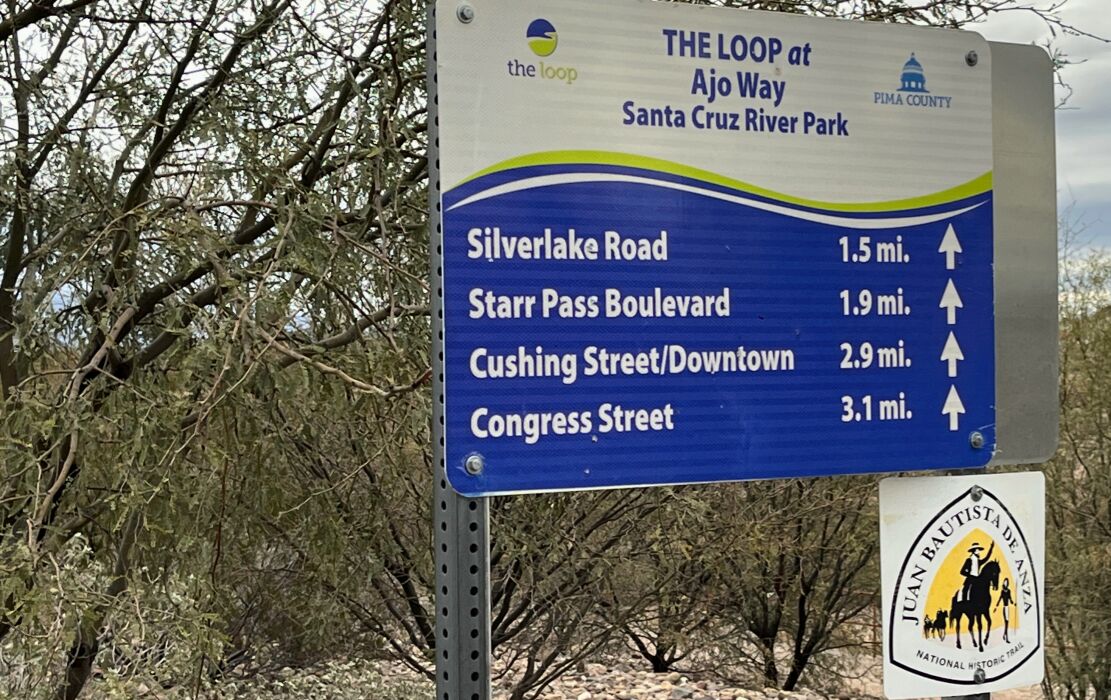 the loop
THE LOOP at
Ajo Way
Santa Cruz River Park
PIMA COUNTY
Silverlake Road 1.5 mi.
Starr Pass Boulevard 1.9 mi.
Cushing Street/Downtown 2.9 mi.
Congress Street 3.1 mi.
JUAN BAUTISTA DE ANZA
NATIONAL HISTORIC TRAIL